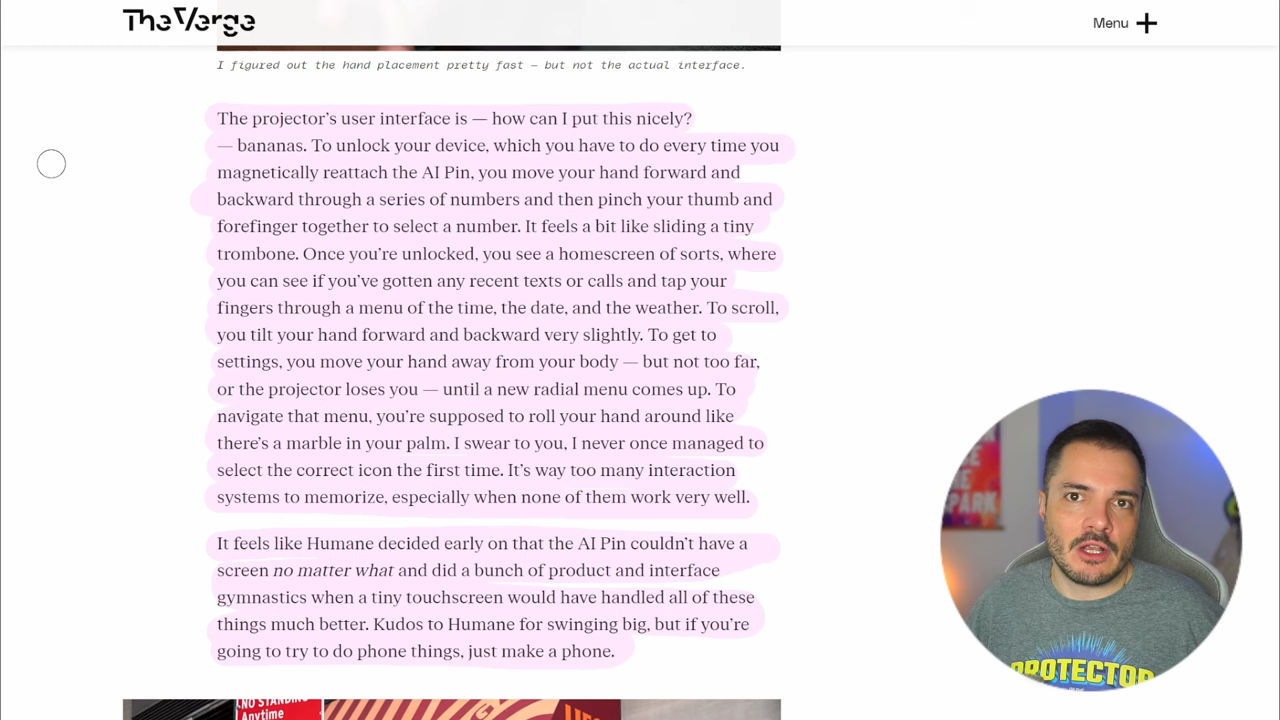 The Verge
Menu
I figured out the hand placement pretty fast — but not the actual interface.
The projector’s user interface is — how can I put this nicely?
— bananas. To unlock your device, which you have to do every time you
magnetically reattach the AI Pin, you move your hand forward and
backward through a series of numbers and then pinch your thumb and
forefinger together to select a number. It feels a bit like sliding a tiny
trombone. Once you’re unlocked, you see a homescreen of sorts, where
you can see if you’ve gotten any recent texts or calls and tap your
fingers through a menu of the time, the date, and the weather. To scroll,
you tilt your hand forward and backward very slightly. To get to
settings, you move your hand away from your body — but not too far,
or the projector loses you — until a new radial menu comes up. To
navigate that menu, you’re supposed to roll your hand around like
there’s a marble in your palm. I swear to you, I never once managed to
select the correct icon the first time. It’s way too many interaction
systems to memorize, especially when none of them work very well.
It feels like Humane decided early on that the AI Pin couldn’t have a
screen no matter what and did a bunch of product and interface
gymnastics when a tiny touchscreen would have handled all of these
things much better. Kudos to Humane for swinging big, but if you’re
going to try to do phone things, just make a phone.
NO STANDING
Anytime
PROTECTOR